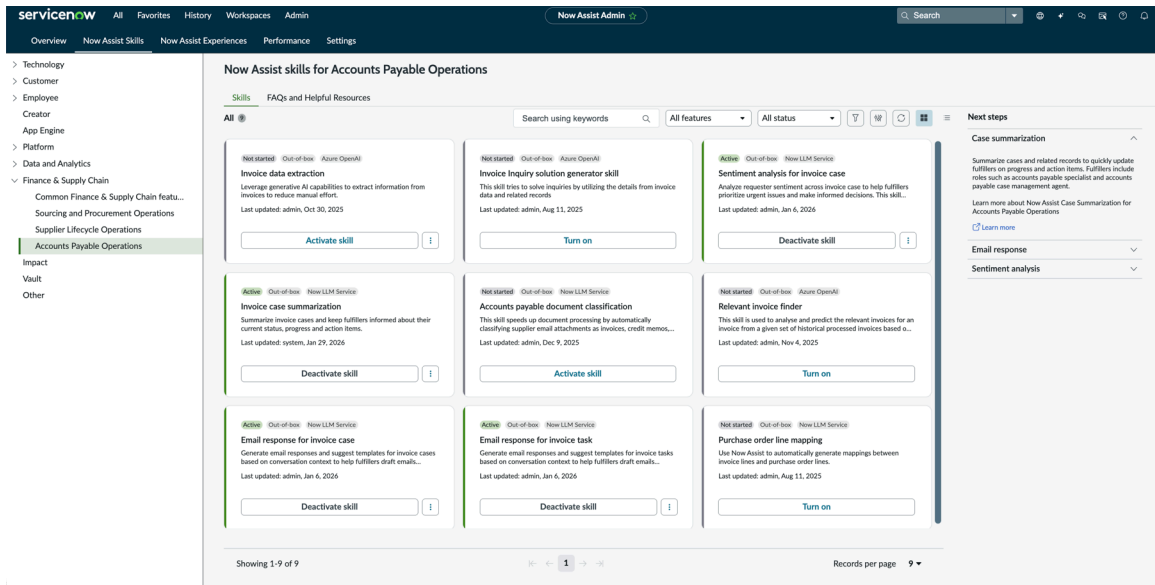 servicenow All Favorites History Workspaces Admin
Now Assist Admin
Search
Overview Now Assist Skills Now Assist Experiences Performance Settings
Technology
Customer
Employee
Creator
App Engine
Platform
Data and Analytics
Finance & Supply Chain
Common Finance & Supply Chain featu...
Sourcing and Procurement Operations
Supplier Lifecycle Operations
Accounts Payable Operations
Impact
Vault
Other
Now Assist skills for Accounts Payable Operations
Skills FAQs and Helpful Resources
All 9
Search using keywords
All features
All status
Not started Out-of-box Azure OpenAI
Invoice data extraction
Leverage generative AI capabilities to extract information from
invoices to reduce manual effort.
Last updated: admin, Oct 30, 2025
Activate skill
Not started Out-of-box Azure OpenAI
Invoice Inquiry solution generator skill
This skill tries to solve inquiries by utilizing the details from invoice
data and related records
Last updated: admin, Aug 11, 2025
Turn on
Active Out-of-box Now LLM Service
Sentiment analysis for invoice case
Analyze requester sentiment across invoice case to help fulfillers
prioritize urgent issues and make informed decisions. This skill...
Last updated: admin, Jan 6, 2026
Deactivate skill
Active Out-of-box Now LLM Service
Invoice case summarization
Summarize invoice cases and keep fulfillers informed about their
current status, progress and action items.
Last updated: system, Jan 29, 2026
Deactivate skill
Not started Out-of-box Now LLM Service
Accounts payable document classification
This skill speeds up document processing by automatically
classifying supplier email attachments as invoices, credit memos,...
Last updated: admin, Dec 9, 2025
Activate skill
Not started Out-of-box Azure OpenAI
Relevant invoice finder
This skill is used to analyse and predict the relevant invoices for an
invoice from a given set of historical processed invoices based o...
Last updated: admin, Nov 4, 2025
Turn on
Active Out-of-box Now LLM Service
Email response for invoice case
Generate email responses and suggest templates for invoice cases
based on conversation context to help fulfillers draft emails...
Last updated: admin, Jan 6, 2026
Deactivate skill
Active Out-of-box Now LLM Service
Email response for invoice task
Generate email responses and suggest templates for invoice tasks
based on conversation context to help fulfillers draft emails...
Last updated: admin, Jan 6, 2026
Deactivate skill
Not started Out-of-box Now LLM Service
Purchase order line mapping
Use Now Assist to automatically generate mappings between
invoice lines and purchase order lines.
Last updated: admin, Aug 11, 2025
Turn on
Showing 1-9 of 9
1
Records per page 9
Next steps
Case summarization
Summarize cases and related records to quickly update
fulfillers on progress and action items. Fulfillers include
roles such as accounts payable specialist and accounts
payable case management agent.
Learn more about Now Assist Case Summarization for
Accounts Payable Operations
Learn more
Email response
Sentiment analysis